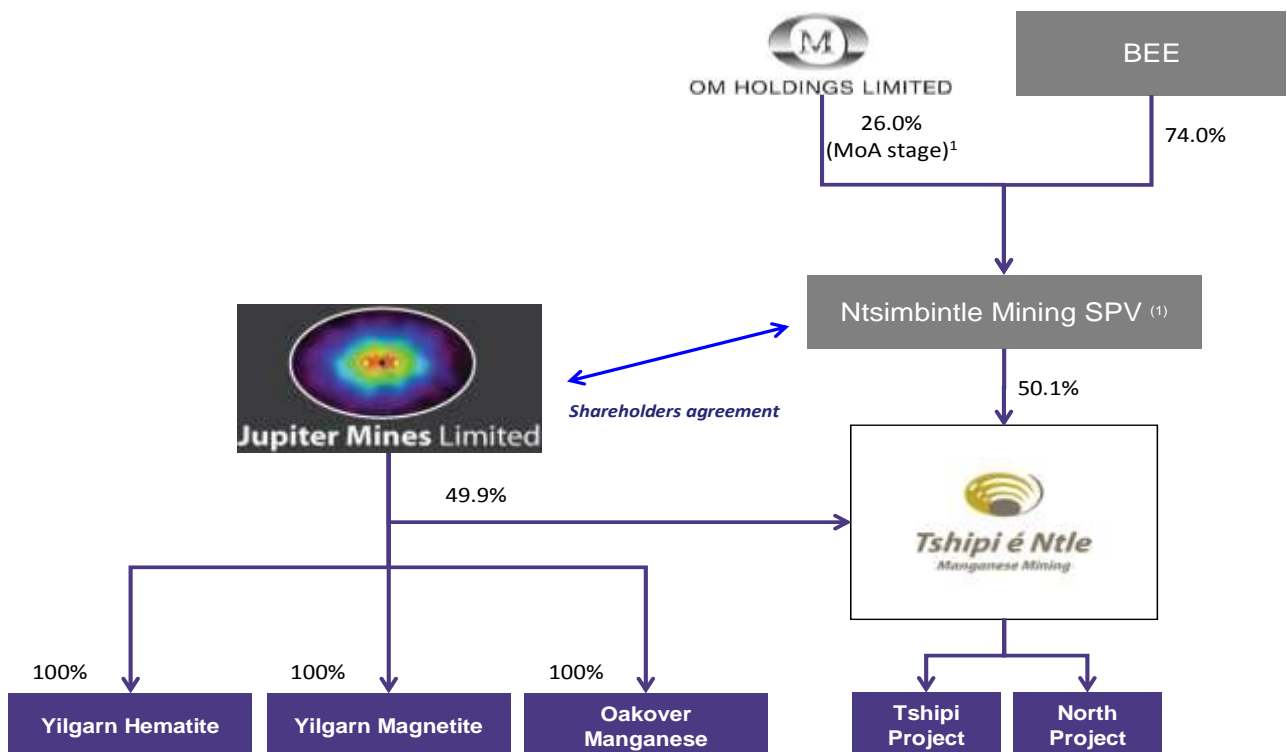 M
OM HOLDINGS LIMITED
BEE
26.0%
(MoA stage)1
74.0%
Ntsimbintle Mining SPV (1)
Jupiter Mines Limited
Shareholders agreement
50.1%
49.9%
Tshipi é Ntle
Manganese Mining
100%
100%
100%
Yilgarn Hematite
Yilgarn Magnetite
Oakover
Manganese
Tshipi
Project
North
Project